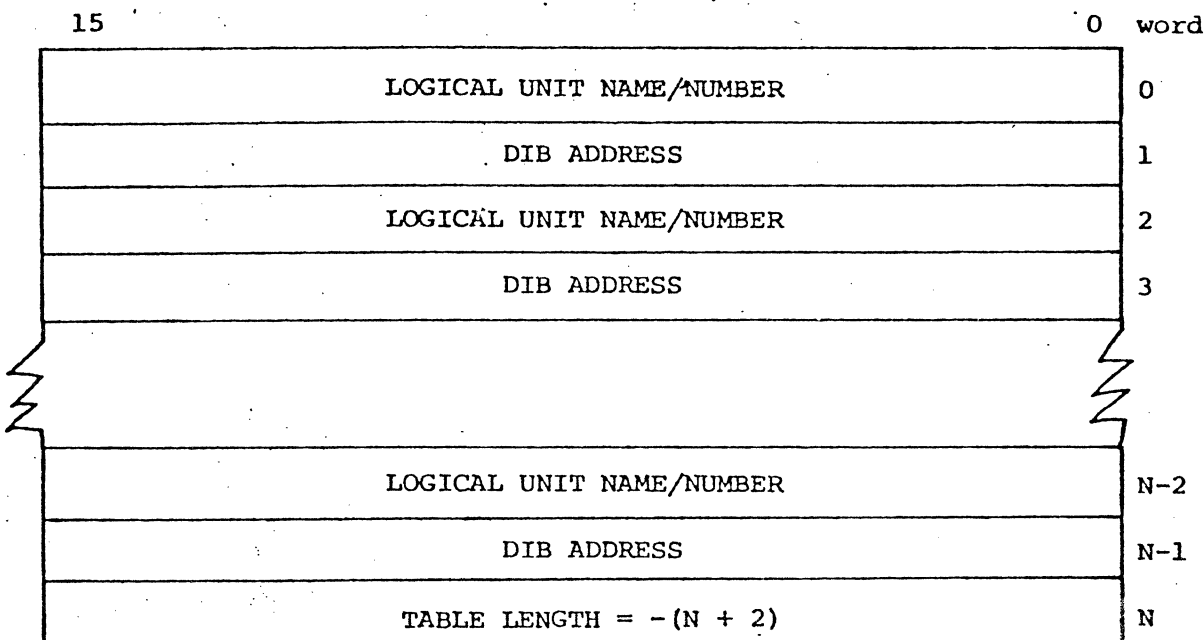 15 0 word
LOGICAL UNIT NAME/NUMBER 0
DIB ADDRESS 1
LOGICAL UNIT NAME/NUMBER 2
DIB ADDRESS 3
LOGICAL UNIT NAME/NUMBER N-2
DIB ADDRESS N-1
TABLE LENGTH = -(N + 2) N